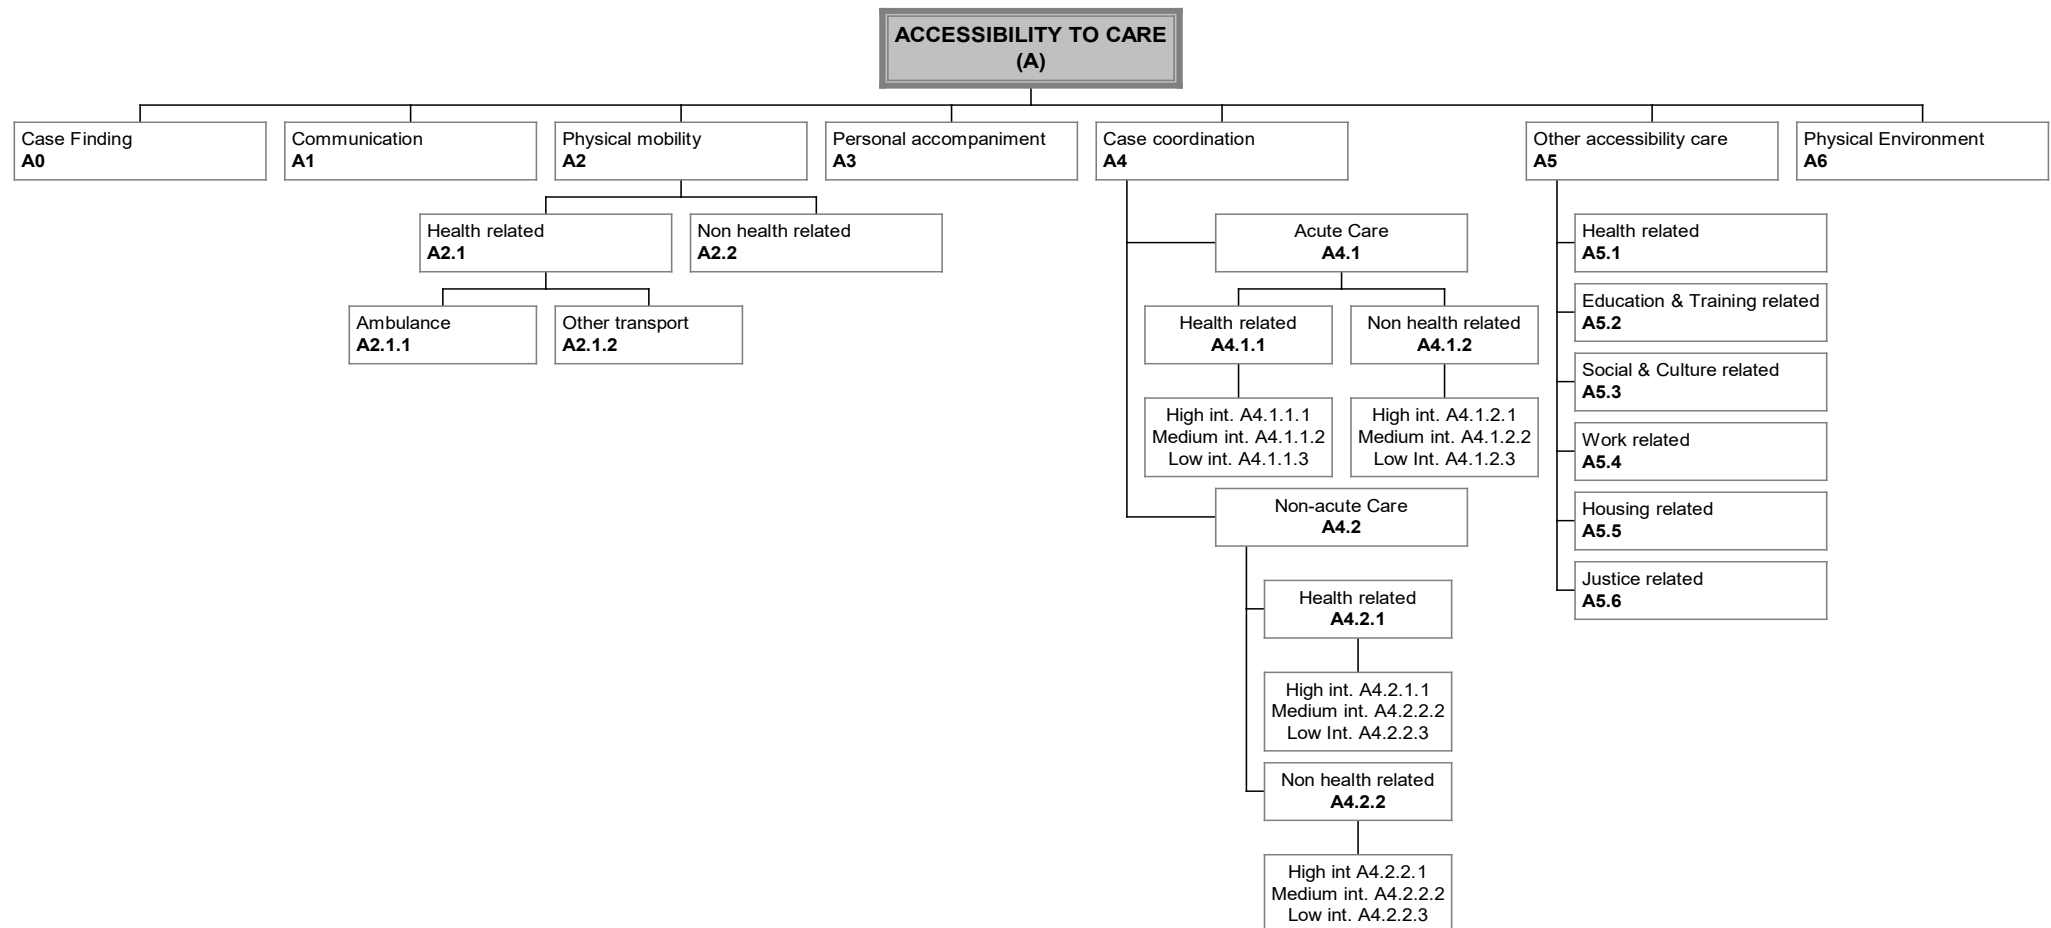 ACCESSIBILITY TO CARE
(A)
Case Finding
A0
Communication
A1
Physical mobility
A2
Personal accompaniment
A3
Case coordination
A4
Other accessibility care
A5
Physical Environment
A6
Health related
A2.1
Non health related
A2.2
Ambulance
A2.1.1
Other transport
A2.1.2
Acute Care
A4.1
Health related
A4.1.1
Non health related
A4.1.2
High int. A4.1.1.1
Medium int. A4.1.1.2
Low int. A4.1.1.3
High int. A4.1.2.1
Medium int. A4.1.2.2
Low Int. A4.1.2.3
Non-acute Care
A4.2
Health related
A4.2.1
High int. A4.2.1.1
Medium int. A4.2.2.2
Low Int. A4.2.2.3
Non health related
A4.2.2
High int A4.2.2.1
Medium int. A4.2.2.2
Low int. A4.2.2.3
Health related
A5.1
Education & Training related
A5.2
Social & Culture related
A5.3
Work related
A5.4
Housing related
A5.5
Justice related
A5.6